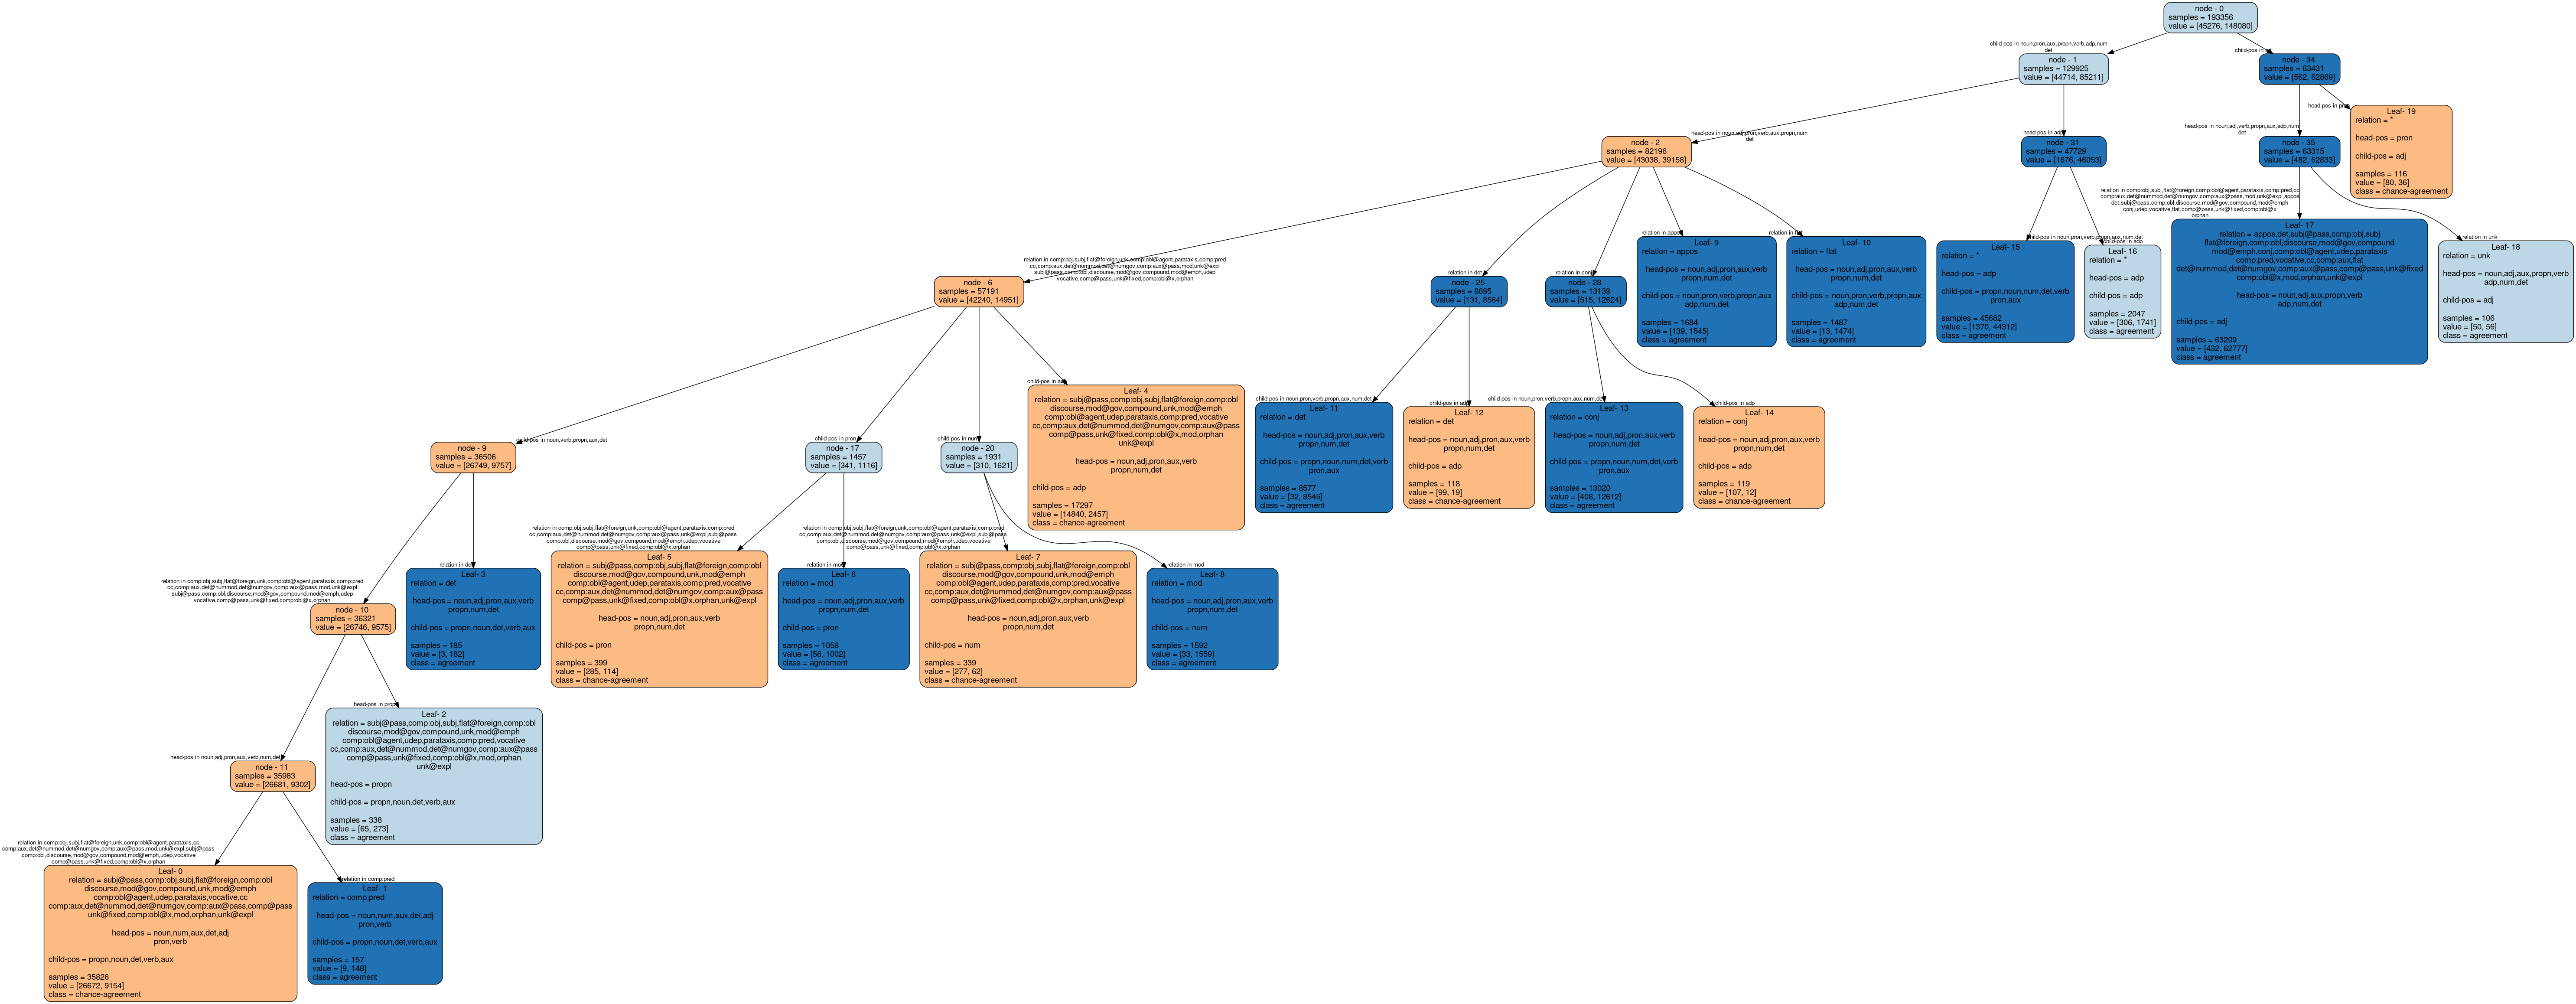 node - 0
samples = 193356
value = [45276, 148080]
child-pos in noun,pron,aux,propn,verb,adp,num
det
child-pos in
node - 1
samples = 129925
value = [44714, 85211]
node - 34
samples = 63431
value = [562, 62869]
head-pos in noun,adj,pron,verb,aux,propn,num
det
head-pos in adp
head-pos in noun,adj,verb,propn,aux,adp,num
det
head-pos in
Leaf- 19
relation = *
head-pos = pron
child-pos = adj
samples = 116
value = [80, 36]
class = chance-agreement
node - 2
samples = 82196
value = [43038, 39158]
node - 31
samples = 47729
value = [1676, 46053]
node - 35
samples = 63315
value = [482, 62833]
relation in comp:obj,subj,flat@foreign,unk,comp:obl@agent,parataxis,comp:pred
cc,comp:aux,det@nummod,det@numgov,comp:aux@pass,mod,unk@expl
subj@pass,comp:obl,discourse,mod@gov,compound,mod@emph,udep
vocative,comp@pass,unk@fixed,comp:obl@x,orphan
relation in det
relation in conj
relation in appos
relation in flat
child-pos in noun,pron,verb,propn,aux,num,det
child-pos in adp
relation in comp:obj,subj,flat@foreign,comp:obl@agent,parataxis,comp:pred,cc
comp:aux,det@nummod,det@numgov,comp:aux@pass,mod,unk@expl,appos
det,subj@pass,comp:obl,discourse,mod@gov,compound,mod@emph
conj,udep,vocative,flat,comp@pass,unk@fixed,comp:obl@x
orphan
relation in unk
node - 6
samples = 57191
value = [42240, 14951]
node - 25
samples = 8695
value = [131, 8564]
node - 28
samples = 13139
value = [515, 12624]
Leaf- 9
relation = appos
head-pos = noun,adj,pron,aux,verb
propn,num,det
child-pos = noun,pron,verb,propn,aux
adp,num,det
samples = 1684
value = [139, 1545]
class = agreement
Leaf- 10
relation = flat
head-pos = noun,adj,pron,aux,verb
propn,num,det
child-pos = noun,pron,verb,propn,aux
adp,num,det
samples = 1487
value = [13, 1474]
class = agreement
Leaf- 15
relation = *
head-pos = adp
child-pos = propn,noun,num,det,verb
pron,aux
samples = 45682
value = [1370, 44312]
class = agreement
Leaf- 16
relation = *
head-pos = adp
child-pos = adp
samples = 2047
value = [306, 1741]
class = agreement
Leaf- 17
relation = appos,det,subj@pass,comp:obj,subj
flat@foreign,comp:obl,discourse,mod@gov,compound
mod@emph,conj,comp:obl@agent,udep,parataxis
comp:pred,vocative,cc,comp:aux,flat
det@nummod,det@numgov,comp:aux@pass,comp@pass,unk@fixed
comp:obl@x,mod,orphan,unk@expl
head-pos = noun,adj,aux,propn,verb
adp,num,det
child-pos = adj
samples = 63209
value = [432, 62777]
class = agreement
Leaf- 18
relation = unk
head-pos = noun,adj,aux,propn,verb
adp,num,det
child-pos = adj
samples = 106
value = [50, 56]
class = agreement
child-pos in noun,verb,propn,aux,det
child-pos in pron
child-pos in num
child-pos in adp
Leaf- 4
relation = subj@pass,comp:obj,subj,flat@foreign,comp:obl
discourse,mod@gov,compound,unk,mod@emph
comp:obl@agent,udep,parataxis,comp:pred,vocative
cc,comp:aux,det@nummod,det@numgov,comp:aux@pass
comp@pass,unk@fixed,comp:obl@x,mod,orphan
unk@expl
head-pos = noun,adj,pron,aux,verb
propn,num,det
child-pos = adp
samples = 17297
value = [14840, 2457]
class = chance-agreement
child-pos in noun,pron,verb,propn,aux,num,det
child-pos in adp
child-pos in noun,pron,verb,propn,aux,num,det
child-pos in adp
Leaf- 11
relation = det
head-pos = noun,adj,pron,aux,verb
propn,num,det
child-pos = propn,noun,num,det,verb
pron,aux
samples = 8577
value = [32, 8545]
class = agreement
Leaf- 12
relation = det
head-pos = noun,adj,pron,aux,verb
propn,num,det
child-pos = adp
samples = 118
value = [99, 19]
class = chance-agreement
Leaf- 13
relation = conj
head-pos = noun,adj,pron,aux,verb
propn,num,det
child-pos = propn,noun,num,det,verb
pron,aux
samples = 13020
value = [408, 12612]
class = agreement
Leaf- 14
relation = conj
head-pos = noun,adj,pron,aux,verb
propn,num,det
child-pos = adp
samples = 119
value = [107, 12]
class = chance-agreement
node - 9
samples = 36506
value = [26749, 9757]
node - 17
samples = 1457
value = [341, 1116]
node - 20
samples = 1931
value = [310, 1621]
relation in comp:obj,subj,flat@foreign,unk,comp:obl@agent,parataxis,comp:pred
cc,comp:aux,det@nummod,det@numgov,comp:aux@pass,mod,unk@expl
subj@pass,comp:obl,discourse,mod@gov,compound,mod@emph,udep
vocative,comp@pass,unk@fixed,comp:obl@x,orphan
relation in det
relation in comp:obj,subj,flat@foreign,unk,comp:obl@agent,parataxis,comp:pred
cc,comp:aux,det@nummod,det@numgov,comp:aux@pass,unk@expl,subj@pass
comp:obl,discourse,mod@gov,compound,mod@emph,udep,vocative
comp@pass,unk@fixed,comp:obl@x,orphan
relation in mod
relation in comp:obj,subj,flat@foreign,unk,comp:obl@agent,parataxis,comp:pred
cc,comp:aux,det@nummod,det@numgov,comp:aux@pass,unk@expl,subj@pass
comp:obl,discourse,mod@gov,compound,mod@emph,udep,vocative
comp@pass,unk@fixed,comp:obl@x,orphan
relation in mod
node - 10
samples = 36321
value = [26746, 9575]
Leaf- 3
relation = det
head-pos = noun,adj,pron,aux,verb
propn,num,det
child-pos = propn,noun,det,verb,aux
samples = 185
value = [3, 182]
class = agreement
Leaf- 5
relation = subj@pass,comp:obj,subj,flat@foreign,comp:obl
discourse,mod@gov,compound,unk,mod@emph
comp:obl@agent,udep,parataxis,comp:pred,vocative
cc,comp:aux,det@nummod,det@numgov,comp:aux@pass
comp@pass,unk@fixed,comp:obl@x,orphan,unk@expl
head-pos = noun,adj,pron,aux,verb
propn,num,det
child-pos = pron
samples = 399
value = [285, 114]
class = chance-agreement
Leaf- 6
relation = mod
head-pos = noun,adj,pron,aux,verb
propn,num,det
child-pos = pron
samples = 1058
value = [56, 1002]
class = agreement
Leaf- 7
relation = subj@pass,comp:obj,subj,flat@foreign,comp:obl
discourse,mod@gov,compound,unk,mod@emph
comp:obl@agent,udep,parataxis,comp:pred,vocative
cc,comp:aux,det@nummod,det@numgov,comp:aux@pass
comp@pass,unk@fixed,comp:obl@x,orphan,unk@expl
head-pos = noun,adj,pron,aux,verb
propn,num,det
child-pos = num
samples = 339
value = [277, 62]
class = chance-agreement
Leaf- 8
relation = mod
head-pos = noun,adj,pron,aux,verb
propn,num,det
child-pos = num
samples = 1592
value = [33, 1559]
class = agreement
head-pos in noun,adj,pron,aux,verb,num,det
head-pos in propn
node - 11
samples = 35983
value = [26681, 9302]
Leaf- 2
relation = subj@pass,comp:obj,subj,flat@foreign,comp:obl
discourse,mod@gov,compound,unk,mod@emph
comp:obl@agent,udep,parataxis,comp:pred,vocative
cc,comp:aux,det@nummod,det@numgov,comp:aux@pass
comp@pass,unk@fixed,comp:obl@x,mod,orphan
unk@expl
head-pos = propn
child-pos = propn,noun,det,verb,aux
samples = 338
value = [65, 273]
class = agreement
relation in comp:obj,subj,flat@foreign,unk,comp:obl@agent,parataxis,cc
comp:aux,det@nummod,det@numgov,comp:aux@pass,mod,unk@expl,subj@pass
comp:obl,discourse,mod@gov,compound,mod@emph,udep,vocative
comp@pass,unk@fixed,comp:obl@x,orphan
relation in comp:pred
Leaf- 0
relation = subj@pass,comp:obj,subj,flat@foreign,comp:obl
discourse,mod@gov,compound,unk,mod@emph
comp:obl@agent,udep,parataxis,vocative,cc
comp:aux,det@nummod,det@numgov,comp:aux@pass,comp@pass
unk@fixed,comp:obl@x,mod,orphan,unk@expl
head-pos = noun,num,aux,det,adj
pron,verb
child-pos = propn,noun,det,verb,aux
samples = 35826
value = [26672, 9154]
class = chance-agreement
Leaf- 1
relation = comp:pred
head-pos = noun,num,aux,det,adj
pron,verb
child-pos = propn,noun,det,verb,aux
samples = 157
value = [9, 148]
class = agreement